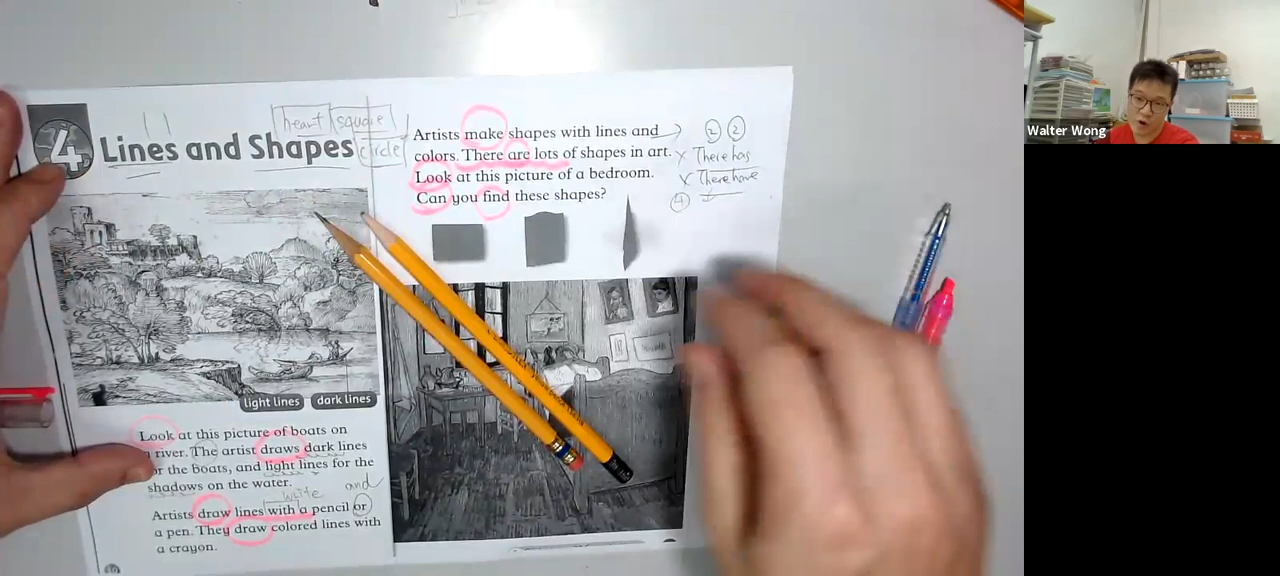 4
Lines and Shapes
heart square
circle
light lines
dark lines
Look at this picture of boats on
river. The artist draws dark lines
for the boats, and light lines for the
shadows on the water.
write and
Artists draw lines with a pencil or
a pen. They draw colored lines with
a crayon.
Artists make shapes with lines and
colors. There are lots of shapes in art.
Look at this picture of a bedroom.
Can you find these shapes?
2 2
x There has
x There have
4
Walter Wong